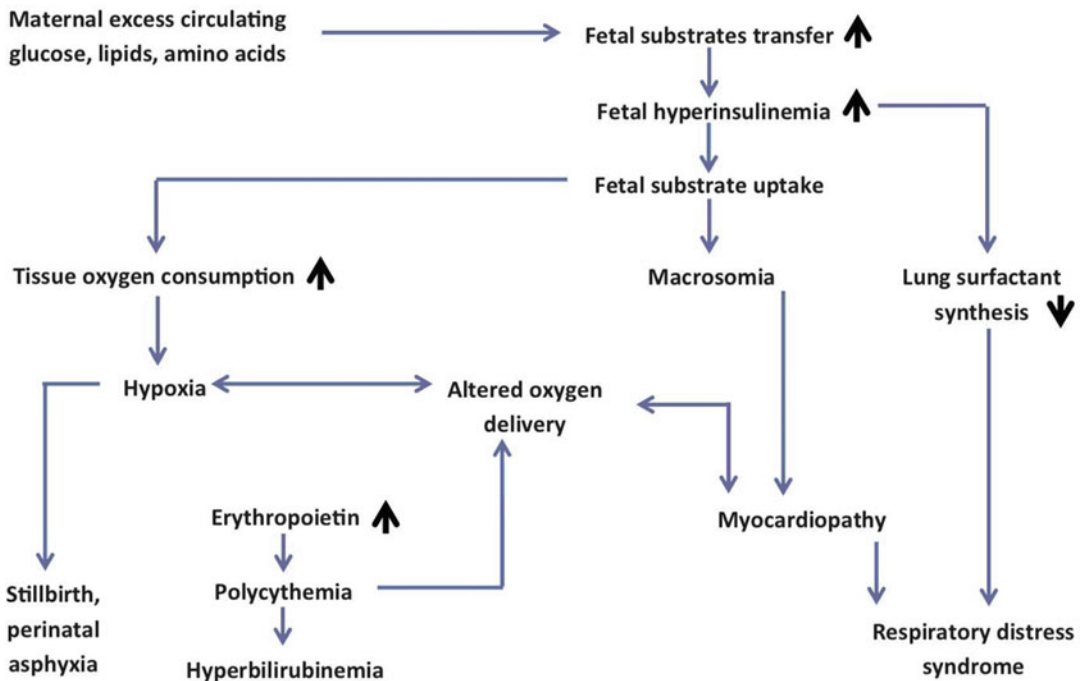 Maternal excess circulating
glucose, lipids, amino acids
Fetal substrates transfer
Fetal hyperinsulinemia
Fetal substrate uptake
Tissue oxygen consumption
Macrosomia
Lung surfactant
synthesis
Hypoxia
Altered oxygen
delivery
Erythropoietin
Myocardiopathy
Polycythemia
Stillbirth,
perinatal
asphyxia
Hyperbilirubinemia
Respiratory distress
syndrome